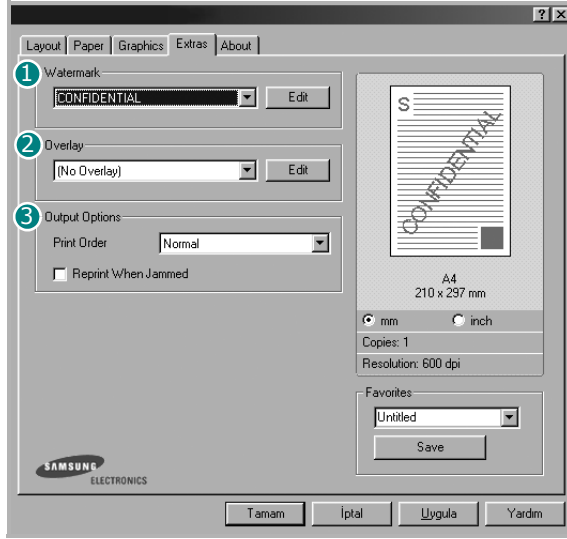 ? X
Layout Paper Graphics Extras About
1 Watermark
CONFIDENTIAL Edit
2 Overlay
(No Overlay) Edit
3 Output Options
Print Order Normal
Reprint When Jammed
S
CONFIDENTIAL
A4
210 x 297 mm
mm inch
Copies: 1
Resolution: 600 dpi
Favorites
Untitled
Save
SAMSUNG
ELECTRONICS
Tamam İptal Uygula Yardım